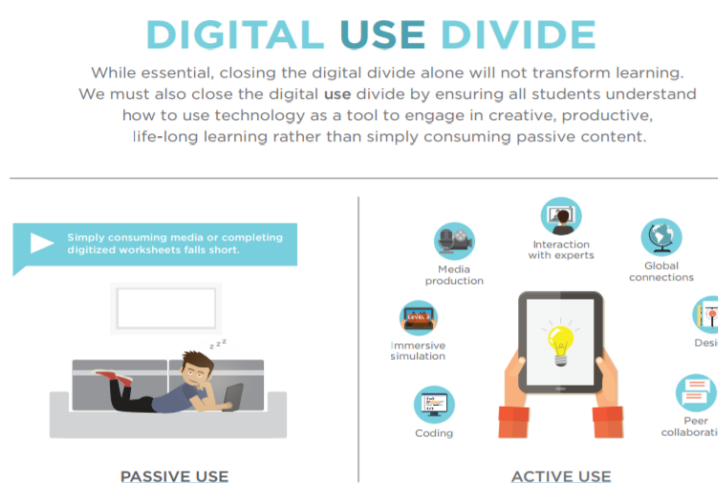 DIGITAL USE DIVIDE
While essential, closing the digital divide alone will not transform learning.
We must also close the digital use divide by ensuring all students understand
how to use technology as a tool to engage in creative, productive,
life-long learning rather than simply consuming passive content.
Simply consuming media or completing
digitized worksheets falls short.
z z z
PASSIVE USE
Media
production
Interaction
with experts
Global
connections
Immersive
simulation
LEVEL
Desi
Coding
Peer
collaborati
ACTIVE USE